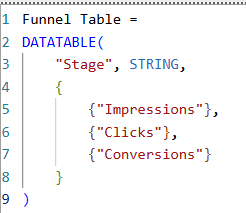 1 Funnel Table =
2 DATATABLE(
3 "Stage", STRING,
4 {
5 {"Impressions"},
6 {"Clicks"},
7 {"Conversions"}
8 }
9 )